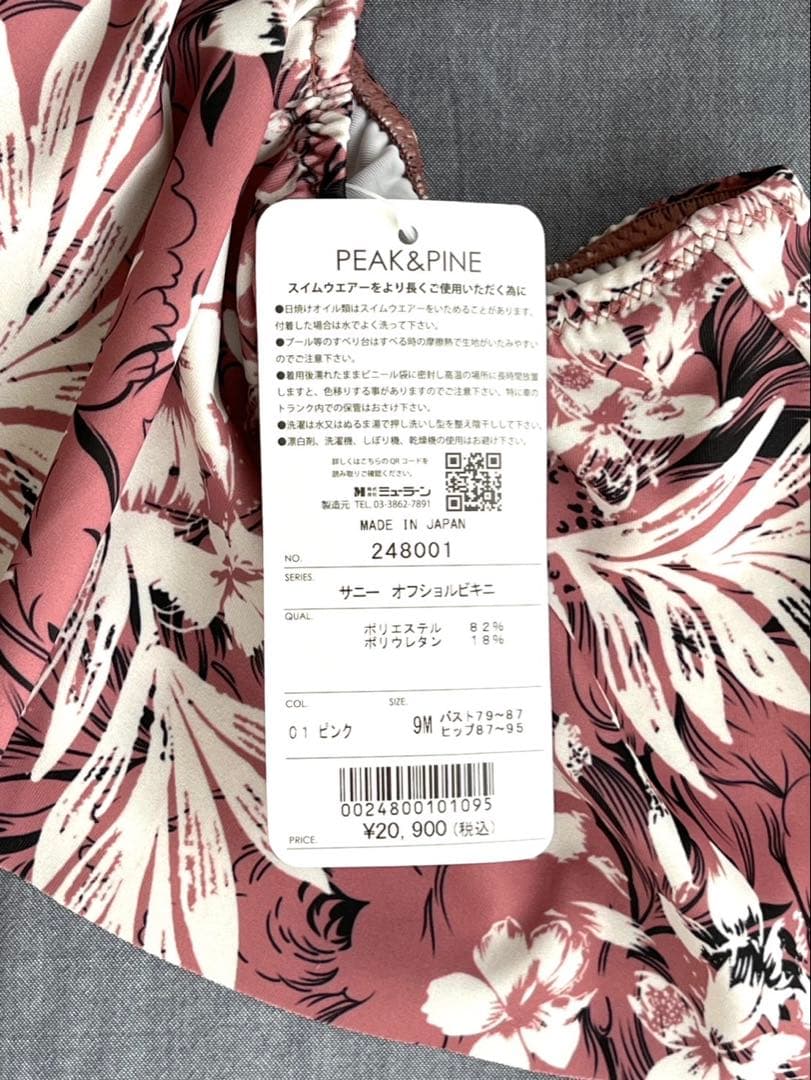 PEAK&PINE
スイムウエアーをより長くご使用いただく為に
●日焼けオイル類はスイムウエアーをいためることがあります。
付着した場合は水でよく洗って下さい。
●プール等のすべり台はすべる時の摩擦熱で生地がいたみやすい
のでご注意下さい。
●着用後濡れたままビニール袋に密封し高温の場所に長時間放置
しますと、色移りする事がありますのでご注意下さい。特に車の
トランク内での保管はおさけ下さい。
●洗濯は水又はぬるま湯で押し洗いし型を整え陰干しして下さい。
●漂白剤、洗濯機、しぼり機、乾燥機の使用はお避け下さい。
詳しくはこちらのQRコードを
読み取りご確認ください。
株式会社ミューラーン
製造元 TEL.03-3862-7891
MADE IN JAPAN
NO. 248001
SERIES.
サニー オフショルビキニ
QUAL.
ポリエステル 82%
ポリウレタン 18%
COL. SIZE.
01 ピンク 9M バスト79~87
ヒップ87~95
0024800101095
PRICE. ¥20,900(税込)